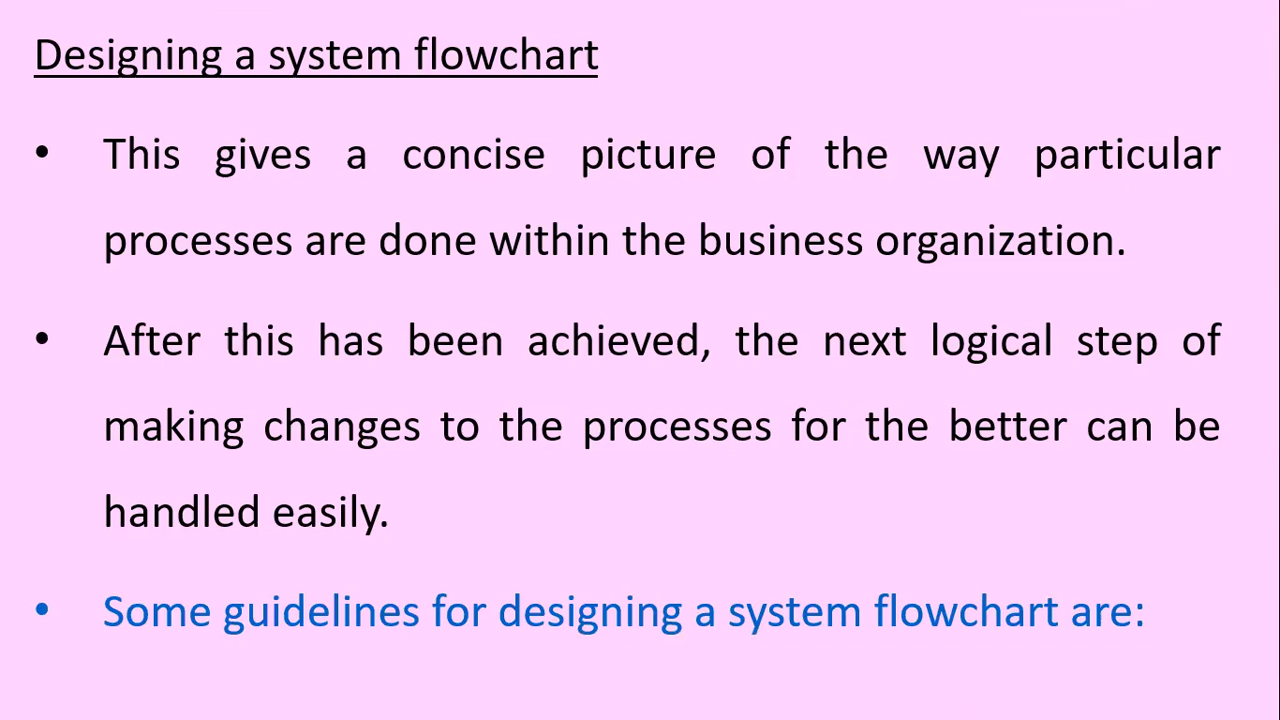 Designing a system flowchart
• This gives a concise picture of the way particular
processes are done within the business organization.
• After this has been achieved, the next logical step of
making changes to the processes for the better can be
handled easily.
• Some guidelines for designing a system flowchart are: